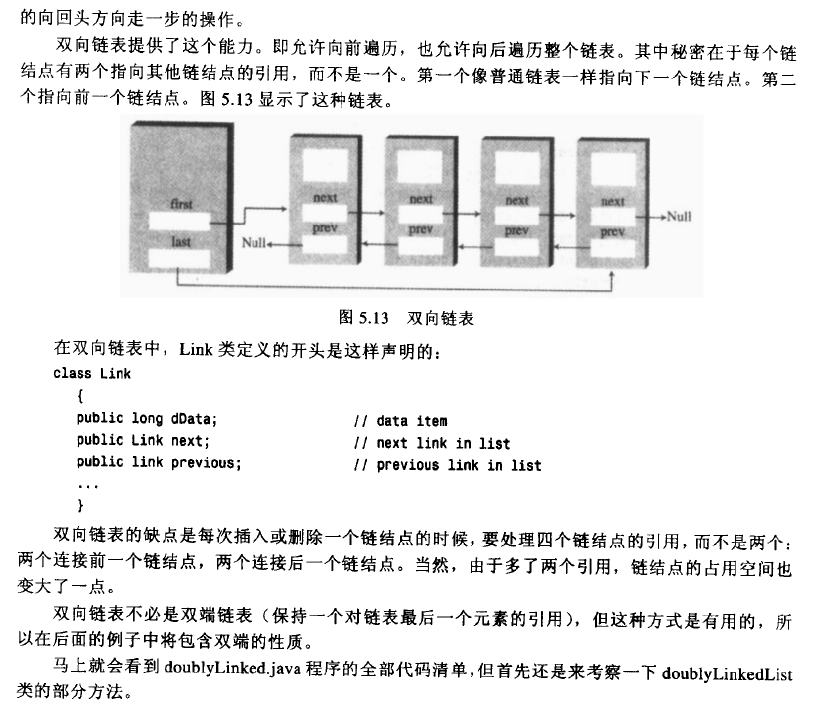 的向回头方向走一步的操作。
双向链表提供了这个能力。即允许向前遍历，也允许向后遍历整个链表。其中秘密在于每个链
结点有两个指向其他链结点的引用，而不是一个。第一个像普通链表一样指向下一个链结点。第二
个指向前一个链结点。图 5.13 显示了这种链表。
first
last
next
prev
next
prev
next
prev
next
prev
Null
Null
图 5.13 双向链表
在双向链表中，Link 类定义的开头是这样声明的：
class Link
{
public long dData; // data item
public Link next; // next link in list
public link previous; // previous link in list
...
}
双向链表的缺点是每次插入或删除一个链结点的时候，要处理四个链结点的引用，而不是两个：
两个连接前一个链结点，两个连接后一个链结点。当然，由于多了两个引用，链结点的占用空间也
变大了一点。
双向链表不必是双端链表（保持一个对链表最后一个元素的引用），但这种方式是有用的，所
以在后面的例子中将包含双端的性质。
马上就会看到 doublyLinked.java 程序的全部代码清单，但首先还是来考察一下 doublyLinkedList
类的部分方法。